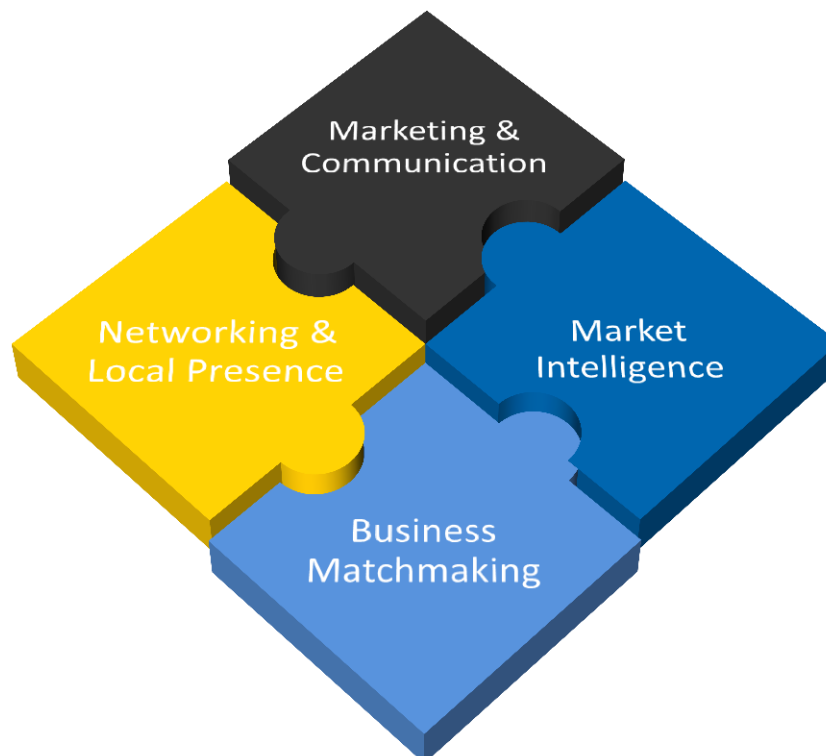 Marketing &
Communication
Networking &
Local Presence
Market
Intelligence
Business
Matchmaking